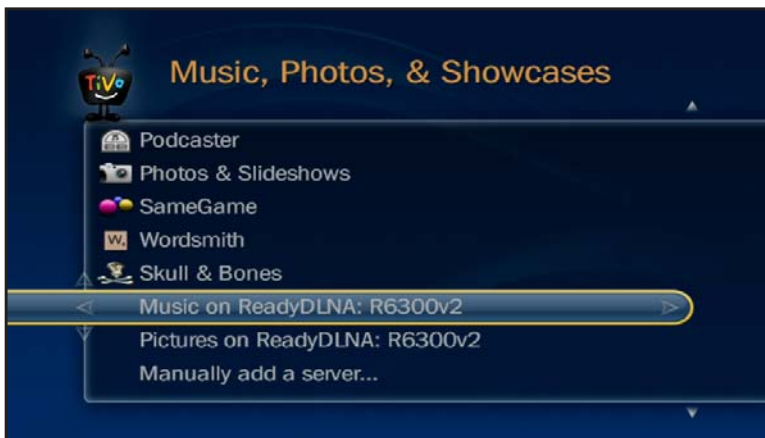 TiVo
Music, Photos, & Showcases
Podcaster
Photos & Slideshows
SameGame
W.
Wordsmith
Skull & Bones
Music on ReadyDLNA: R6300v2
Pictures on ReadyDLNA: R6300v2
Manually add a server...